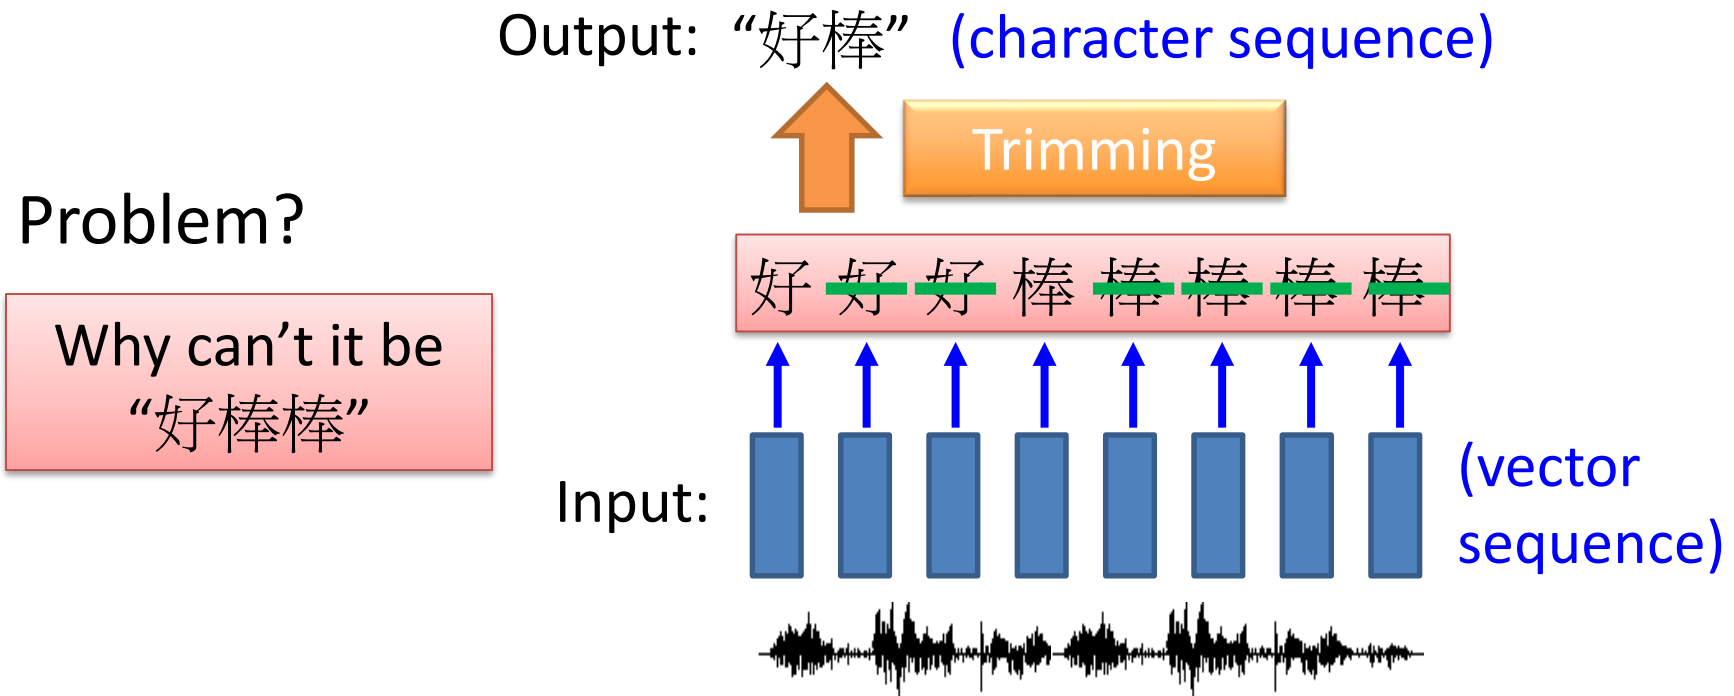 Output: “好棒” (character sequence)
Trimming
Problem?
好 好 好 棒 棒 棒 棒 棒
Why can’t it be
“好棒棒”
Input:
(vector
sequence)